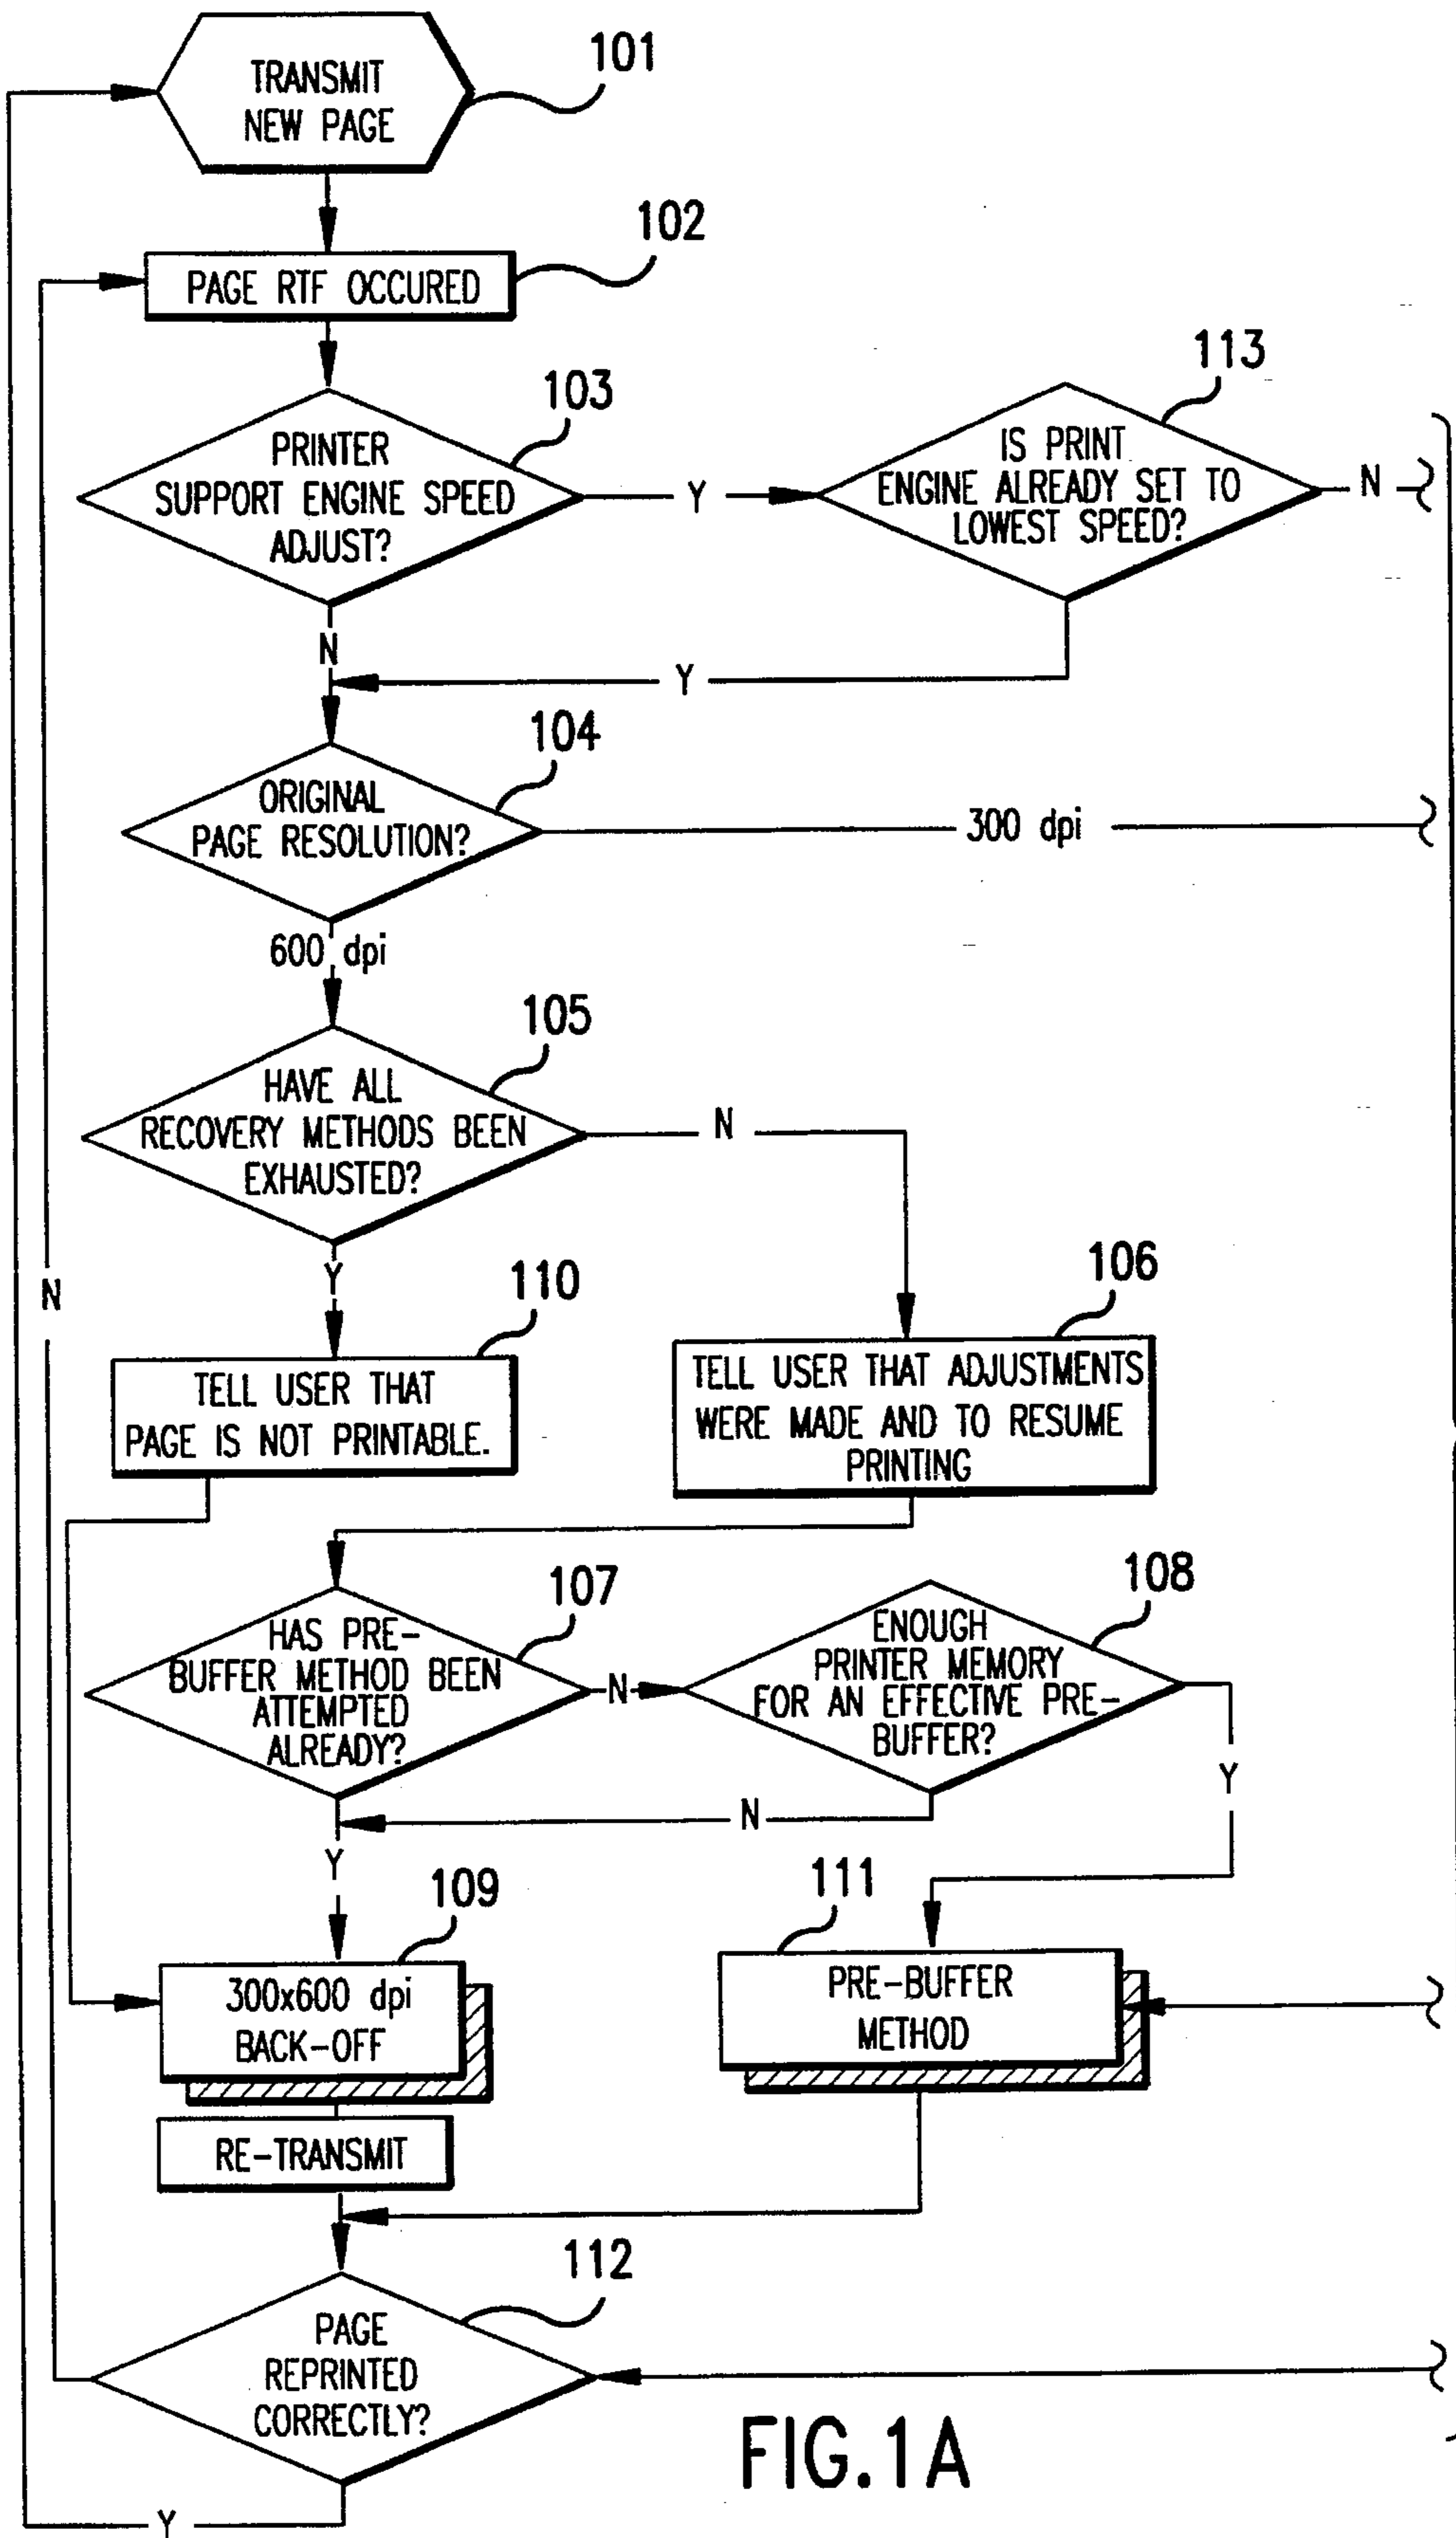 TRANSMIT
NEW PAGE
101
PAGE RTF OCCURED
102
PRINTER
SUPPORT ENGINE SPEED
ADJUST?
103
Y
IS PRINT
ENGINE ALREADY SET TO
LOWEST SPEED?
113
N
N
Y
ORIGINAL
PAGE RESOLUTION?
104
300 dpi
600 dpi
HAVE ALL
RECOVERY METHODS BEEN
EXHAUSTED?
105
N
Y
N
TELL USER THAT
PAGE IS NOT PRINTABLE.
110
TELL USER THAT ADJUSTMENTS
WERE MADE AND TO RESUME
PRINTING
106
HAS PRE-
BUFFER METHOD BEEN
ATTEMPTED
ALREADY?
107
N
ENOUGH
PRINTER MEMORY
FOR AN EFFECTIVE PRE-
BUFFER?
108
Y
N
Y
300x600 dpi
BACK-OFF
109
PRE-BUFFER
METHOD
111
RE-TRANSMIT
PAGE
REPRINTED
CORRECTLY?
112
Y
FIG.1A